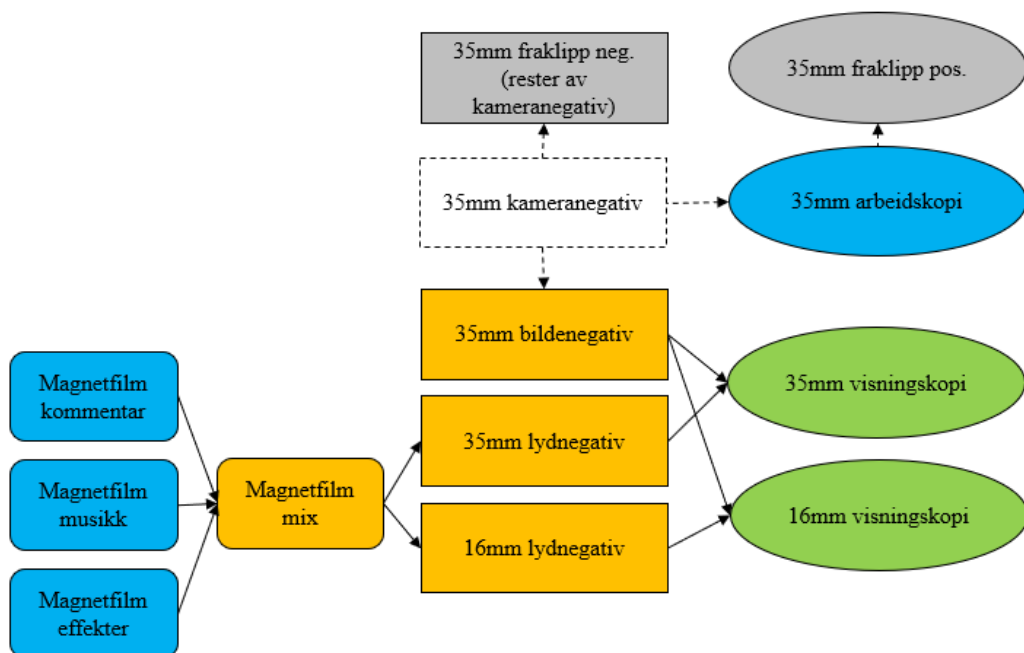 35mm fraklipp neg.
(rester av
kameranegativ)
35mm fraklipp pos.
35mm kameranegativ
35mm arbeidskopi
35mm bildenegativ
Magnetfilm
kommentar
35mm visningskopi
35mm lydnegativ
Magnetfilm
musikk
Magnetfilm
mix
16mm lydnegativ
16mm visningskopi
Magnetfilm
effekter